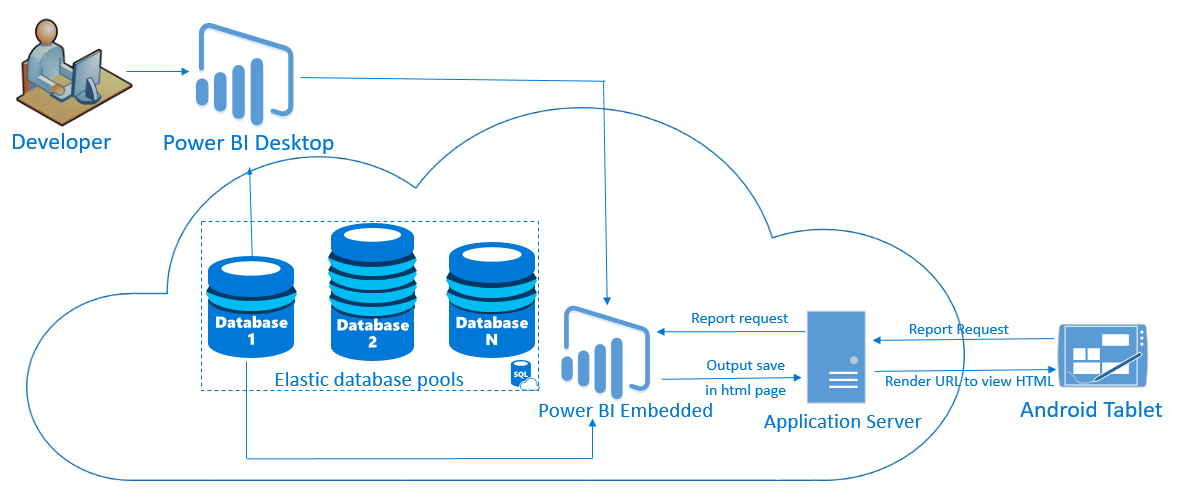 Developer
Power BI Desktop
Database
1
Database
2
Database
N
SQL
Elastic database pools
Report request
Output save
in html page
Power BI Embedded
Application Server
Report Request
Render URL to view HTML
Android Tablet